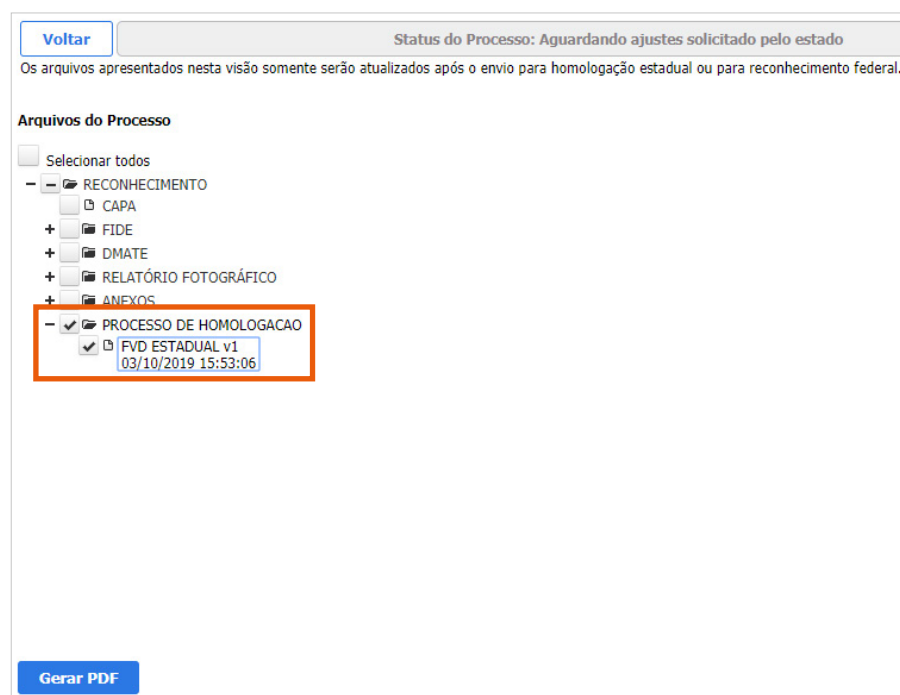 Voltar
Status do Processo: Aguardando ajustes solicitado pelo estado
Os arquivos apresentados nesta visão somente serão atualizados após o envio para homologação estadual ou para reconhecimento federal.
Arquivos do Processo
Selecionar todos
RECONHECIMENTO
CAPA
FIDE
DMATE
RELATÓRIO FOTOGRÁFICO
ANEXOS
PROCESSO DE HOMOLOGACAO
FVD ESTADUAL v1
03/10/2019 15:53:06
Gerar PDF